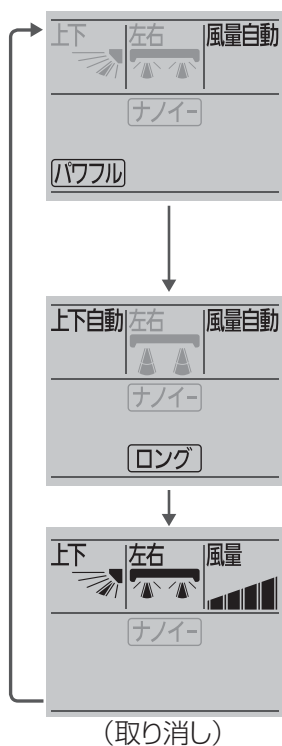 上下 左右 風量自動
ナノイー
パワフル
上下自動 左右 風量自動
ナノイー
ロング
上下 左右 風量
ナノイー
(取り消し)